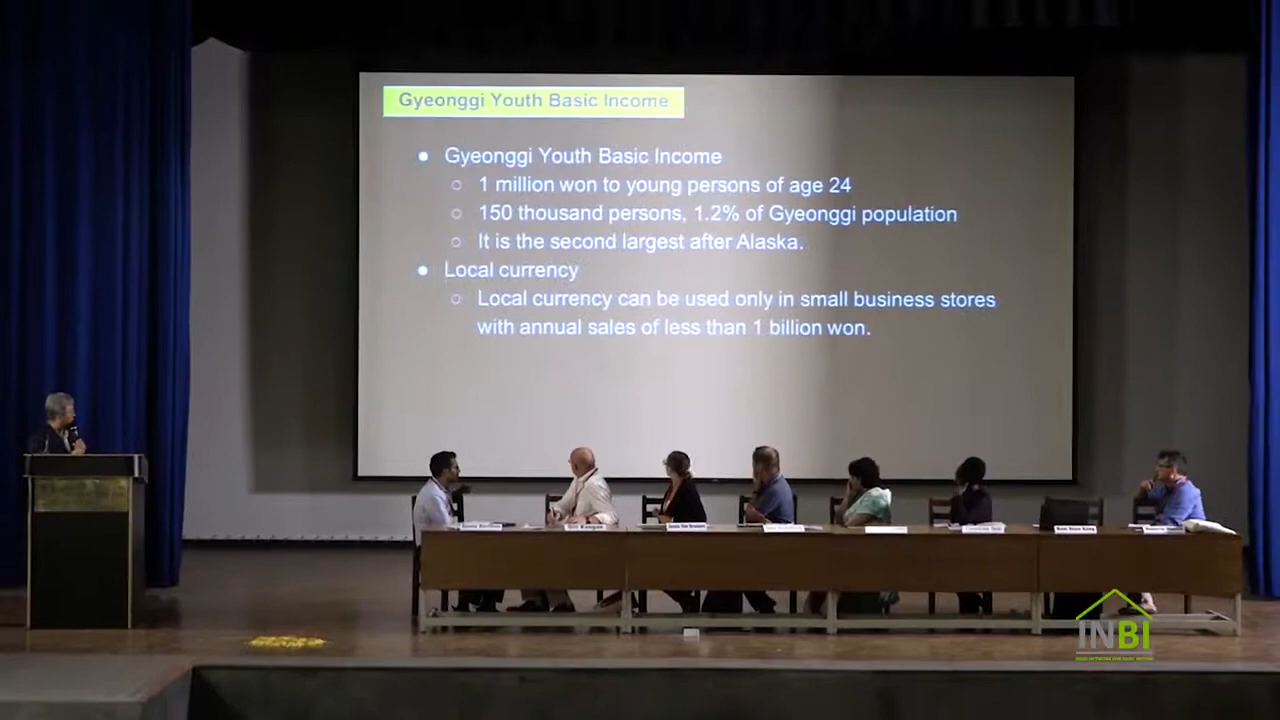 Gyeonggi Youth Basic Income
● Gyeonggi Youth Basic Income
○ 1 million won to young persons of age 24
○ 150 thousand persons, 1.2% of Gyeonggi population
○ It is the second largest after Alaska.
● Local currency
○ Local currency can be used only in small business stores
with annual sales of less than 1 billion won.
INBI